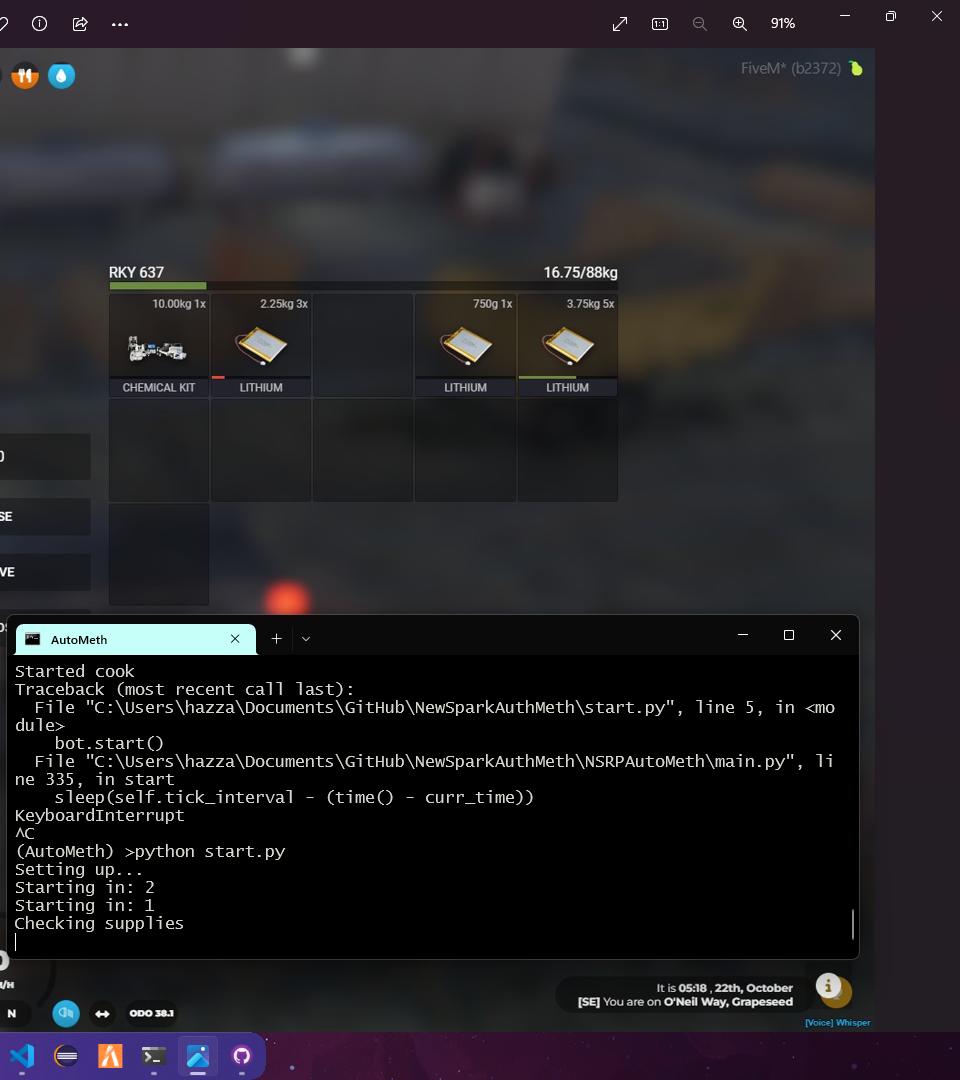 91%
FiveM* (b2372)
RKY 637 16.75/88kg
10.00kg 1x 2.25kg 3x 750g 1x 3.75kg 5x
CHEMICAL KIT LITHIUM LITHIUM LITHIUM
SE
VE
AutoMeth
Started cook
Traceback (most recent call last):
  File "C:\Users\hazza\Documents\GitHub\NewSparkAuthMeth\start.py", line 5, in <mo
dule>
    bot.start()
  File "C:\Users\hazza\Documents\GitHub\NewSparkAuthMeth\NSRPAutoMeth\main.py", li
ne 335, in start
    sleep(self.tick_interval - (time() - curr_time))
KeyboardInterrupt
^C
(AutoMeth) >python start.py
Setting up...
Starting in: 2
Starting in: 1
Checking supplies
It is 05:18 , 22th, October
[SE] You are on O'Neil Way, Grapeseed
N ODO 38.1
[Voice] Whisper